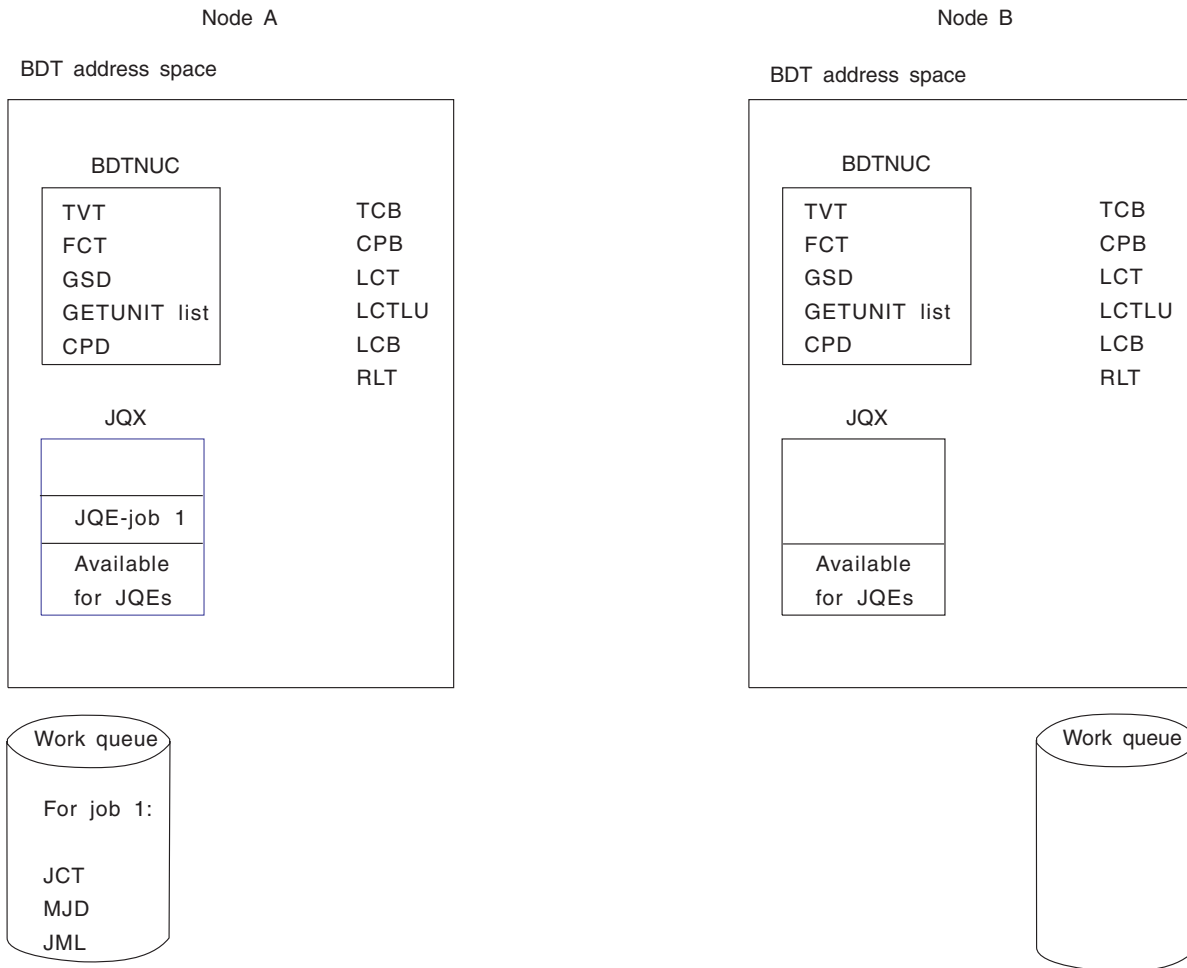 Node A
BDT address space
BDTNUC
TVT
FCT
GSD
GETUNIT list
CPD
TCB
CPB
LCT
LCTLU
LCB
RLT
JQX
JQE-job 1
Available
for JQEs
Work queue
For job 1:
JCT
MJD
JML
Node B
BDT address space
BDTNUC
TVT
FCT
GSD
GETUNIT list
CPD
TCB
CPB
LCT
LCTLU
LCB
RLT
JQX
Available
for JQEs
Work queue